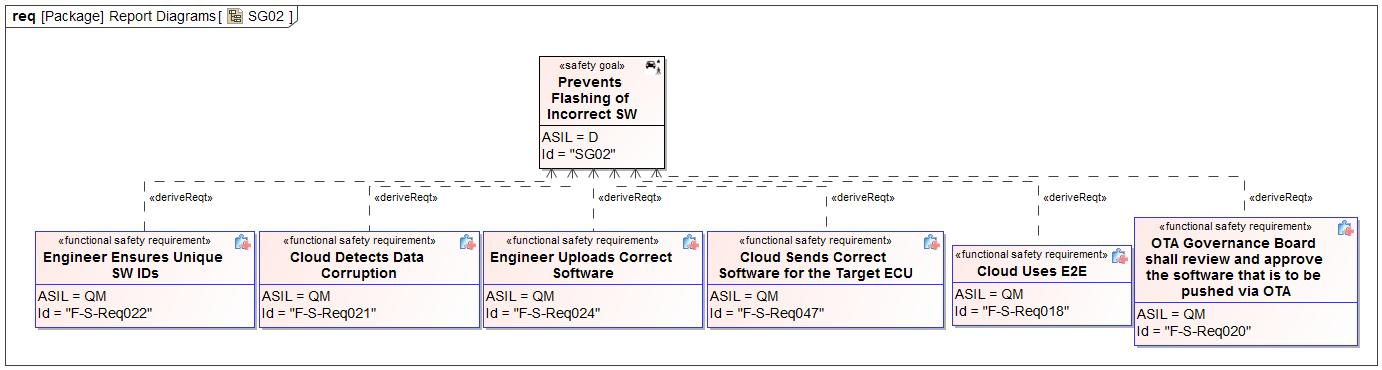 req [Package] Report Diagrams [ SG02 ]
«safety goal»
Prevents
Flashing of
Incorrect SW
ASIL = D
Id = "SG02"
«deriveReqt»
«deriveReqt»
«deriveReqt»
«deriveReqt»
«deriveReqt»
«deriveReqt»
«functional safety requirement»
Engineer Ensures Unique
SW IDs
ASIL = QM
Id = "F-S-Req022"
«functional safety requirement»
Cloud Detects Data
Corruption
ASIL = QM
Id = "F-S-Req021"
«functional safety requirement»
Engineer Uploads Correct
Software
ASIL = QM
Id = "F-S-Req024"
«functional safety requirement»
Cloud Sends Correct
Software for the Target ECU
ASIL = QM
Id = "F-S-Req047"
«functional safety requirement»
Cloud Uses E2E
ASIL = QM
Id = "F-S-Req018"
«functional safety requirement»
OTA Governance Board
shall review and approve
the software that is to be
pushed via OTA
ASIL = QM
Id = "F-S-Req020"